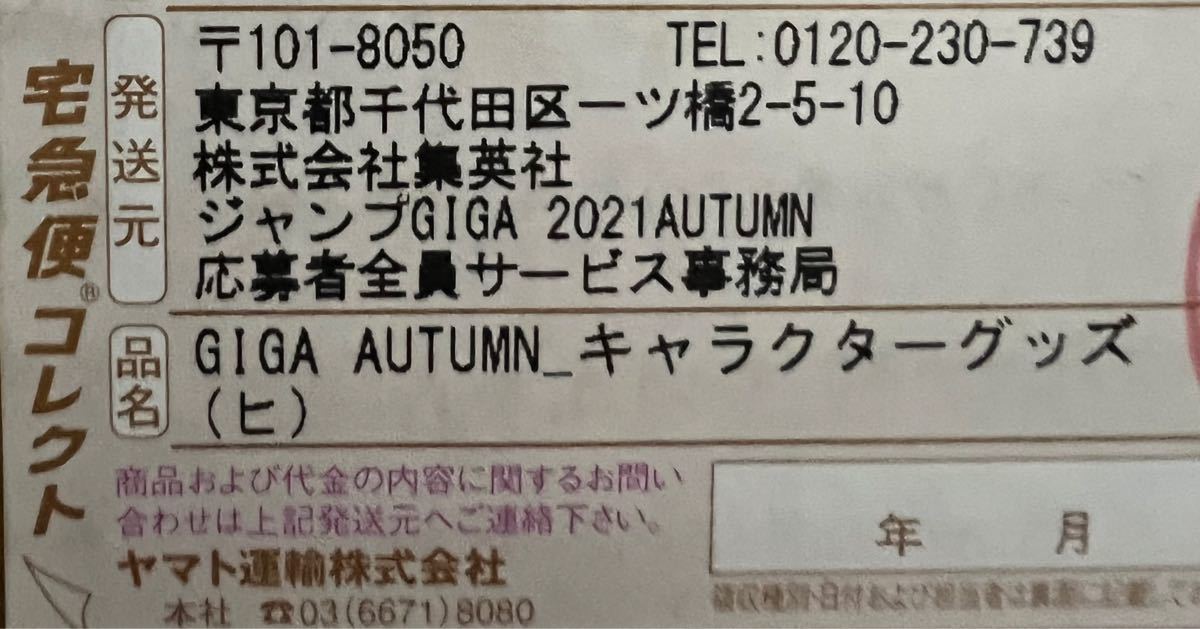 宅急便®コレクト
発送元
〒101-8050 TEL:0120-230-739
東京都千代田区一ツ橋2-5-10
株式会社集英社
ジャンプGIGA 2021AUTUMN
応募者全員サービス事務局
品名
GIGA AUTUMN_キャラクターグッズ
(ヒ)
商品および代金の内容に関するお問い
合わせは上記発送元へご連絡下さい。
年 月
ヤマト運輸株式会社
本社 ☎03(6671)8080